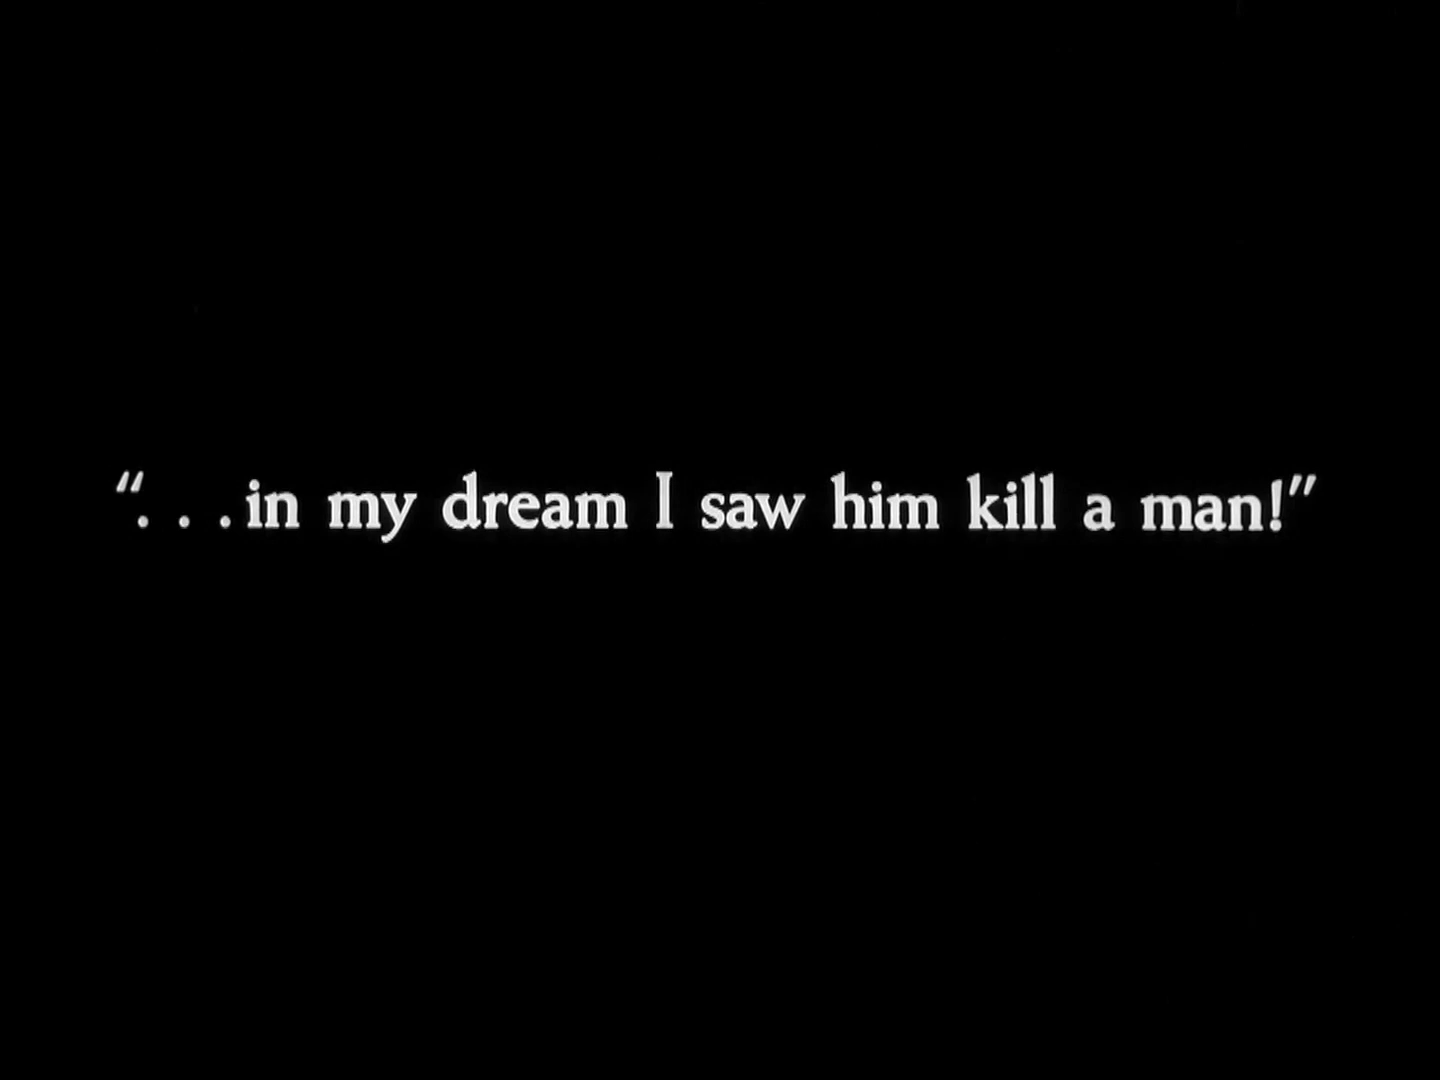 “. . . in my dream I saw him kill a man!”